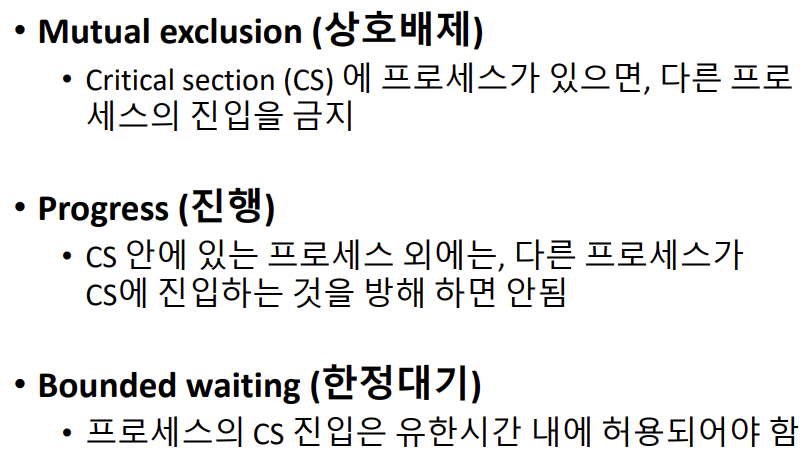 • Mutual exclusion (상호배제)
• Critical section (CS) 에 프로세스가 있으면, 다른 프로
세스의 진입을 금지
• Progress (진행)
• CS 안에 있는 프로세스 외에는, 다른 프로세스가
CS에 진입하는 것을 방해 하면 안됨
• Bounded waiting (한정대기)
• 프로세스의 CS 진입은 유한시간 내에 허용되어야 함